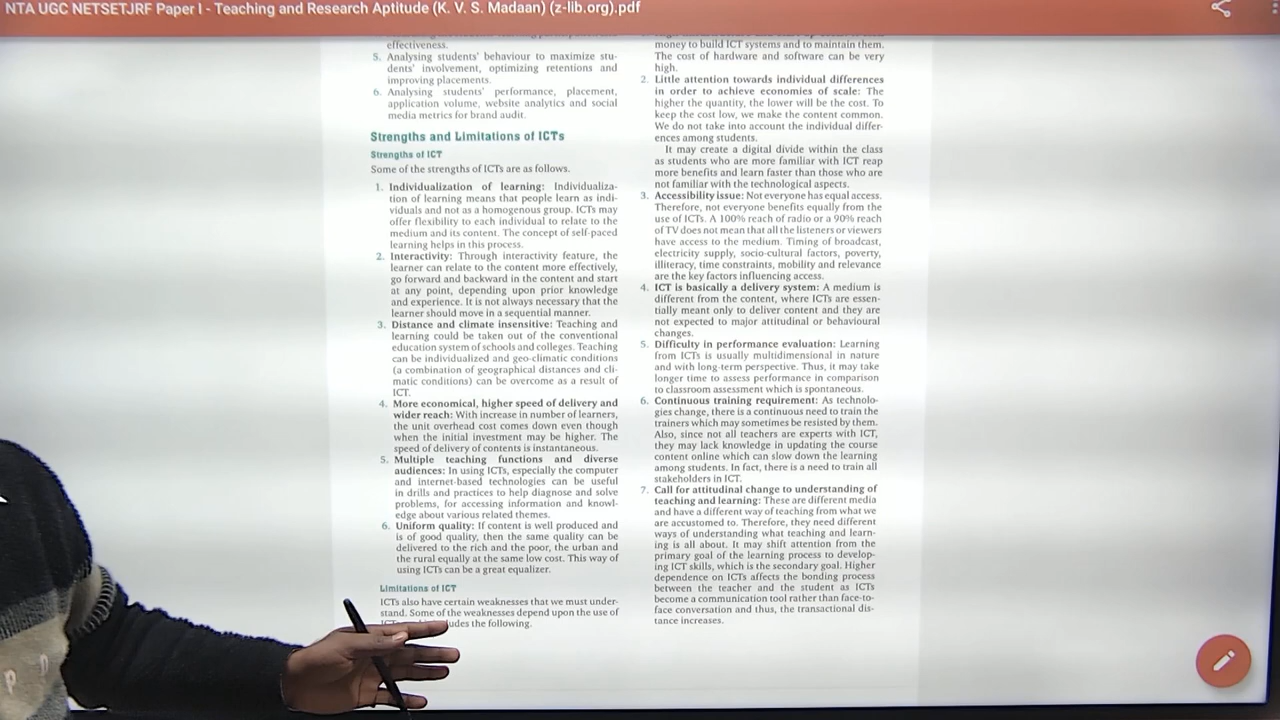 NTA UGC NETSETJRF Paper I - Teaching and Research Aptitude (K. V. S. Madaan) (z-lib.org).pdf
effectiveness.
5. Analysing students' behaviour to maximize stu-
dents' involvement, optimizing retentions and
improving placements.
6. Analysing students' performance, placement,
application volume, website analytics and social
media metrics for brand audit.
Strengths and Limitations of ICTs
Strengths of ICT
Some of the strengths of ICTs are as follows.
1. Individualization of learning: Individualiza-
tion of learning means that people learn as indi-
viduals and not as a homogenous group. ICTs may
offer flexibility to each individual to relate to the
medium and its content. The concept of self-paced
learning helps in this process.
2. Interactivity: Through interactivity feature, the
learner can relate to the content more effectively,
go forward and backward in the content and start
at any point, depending upon prior knowledge
and experience. It is not always necessary that the
learner should move in a sequential manner.
3. Distance and climate insensitive: Teaching and
learning could be taken out of the conventional
education system of schools and colleges. Teaching
can be individualized and geo-climatic conditions
(a combination of geographical distances and cli-
matic conditions) can be overcome as a result of
ICT.
4. More economical, higher speed of delivery and
wider reach: With increase in number of learners,
the unit overhead cost comes down even though
when the initial investment may be higher. The
speed of delivery of contents is instantaneous.
5. Multiple teaching functions and diverse
audiences: In using ICTs, especially the computer
and internet-based technologies can be useful
in drills and practices to help diagnose and solve
problems, for accessing information and knowl-
edge about various related themes.
6. Uniform quality: If content is well produced and
is of good quality, then the same quality can be
delivered to the rich and the poor, the urban and
the rural equally at the same low cost. This way of
using ICTs can be a great equalizer.
Limitations of ICT
ICTs also have certain weaknesses that we must under-
stand. Some of the weaknesses depend upon the use of
the following.
money to build ICT systems and to maintain them.
The cost of hardware and software can be very
high.
2. Little attention towards individual differences
in order to achieve economies of scale: The
higher the quantity, the lower will be the cost. To
keep the cost low, we make the content common.
We do not take into account the individual differ-
ences among students.
It may create a digital divide within the class
as students who are more familiar with ICT reap
more benefits and learn faster than those who are
not familiar with the technological aspects.
3. Accessibility issue: Not everyone has equal access.
Therefore, not everyone benefits equally from the
use of ICTs. A 100% reach of radio or a 90% reach
of TV does not mean that all the listeners or viewers
have access to the medium. Timing of broadcast,
electricity supply, socio-cultural factors, poverty,
illiteracy, time constraints, mobility and relevance
are the key factors influencing access.
4. ICT is basically a delivery system: A medium is
different from the content, where ICTs are essen-
tially meant only to deliver content and they are
not expected to major attitudinal or behavioural
changes.
5. Difficulty in performance evaluation: Learning
from ICTs is usually multidimensional in nature
and with long-term perspective. Thus, it may take
longer time to assess performance in comparison
to classroom assessment which is spontaneous.
6. Continuous training requirement: As technolo-
gies change, there is a continuous need to train the
trainers which may sometimes be resisted by them.
Also, since not all teachers are experts with ICT,
they may lack knowledge in updating the course
content online which can slow down the learning
among students. In fact, there is a need to train all
stakeholders in ICT.
7. Call for attitudinal change to understanding of
teaching and learning: These are different media
and have a different way of teaching from what we
are accustomed to. Therefore, they need different
ways of understanding what teaching and learn-
ing is all about. It may shift attention from the
primary goal of the learning process to develop-
ing ICT skills, which is the secondary goal. Higher
dependence on ICTs affects the bonding process
between the teacher and the student as ICTs
become a communication tool rather than face-to-
face conversation and thus, the transactional dis-
tance increases.